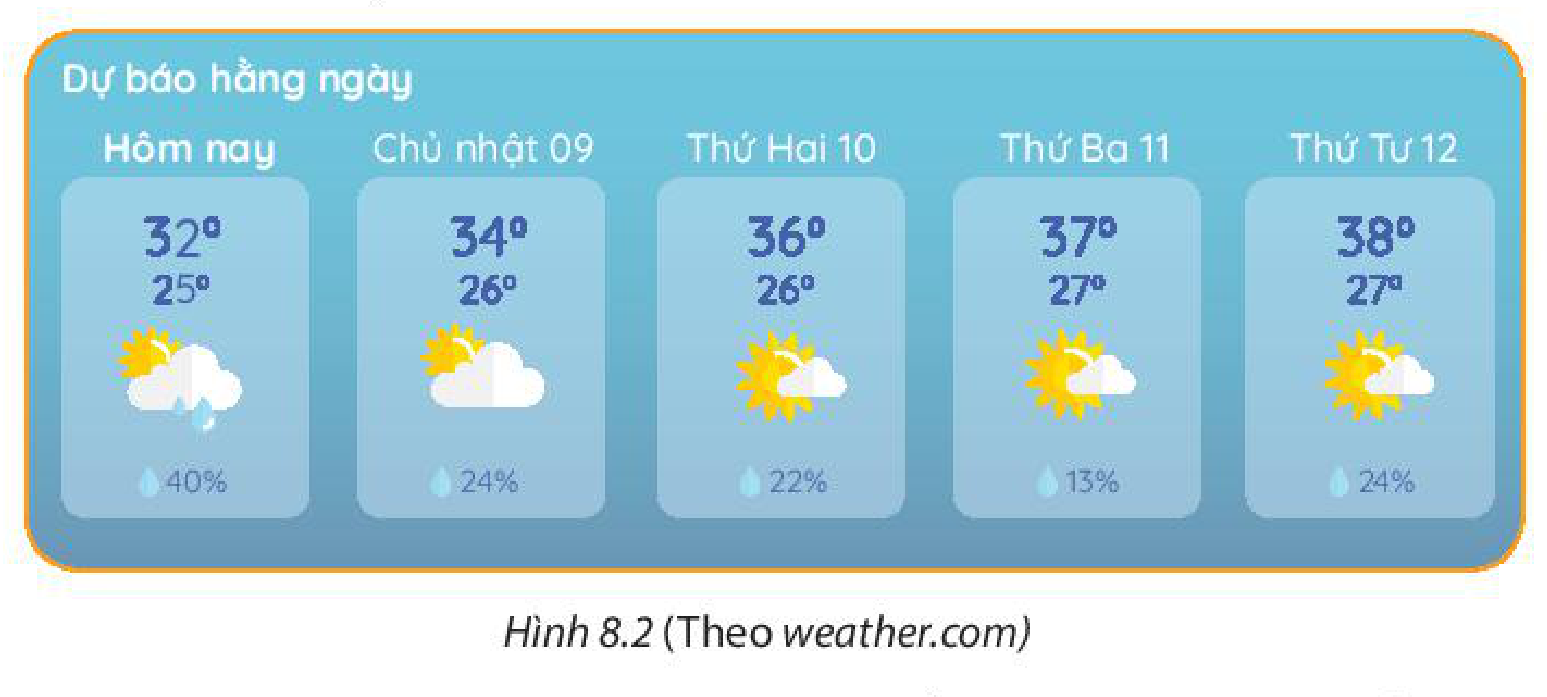 Dự báo hằng ngày
Hôm nay Chủ nhật 09 Thứ Hai 10 Thứ Ba 11 Thứ Tư 12
32° 34° 36° 37° 38°
25° 26° 26° 27° 27°
40% 24% 22% 13% 24%
Hình 8.2 (Theo weather.com)